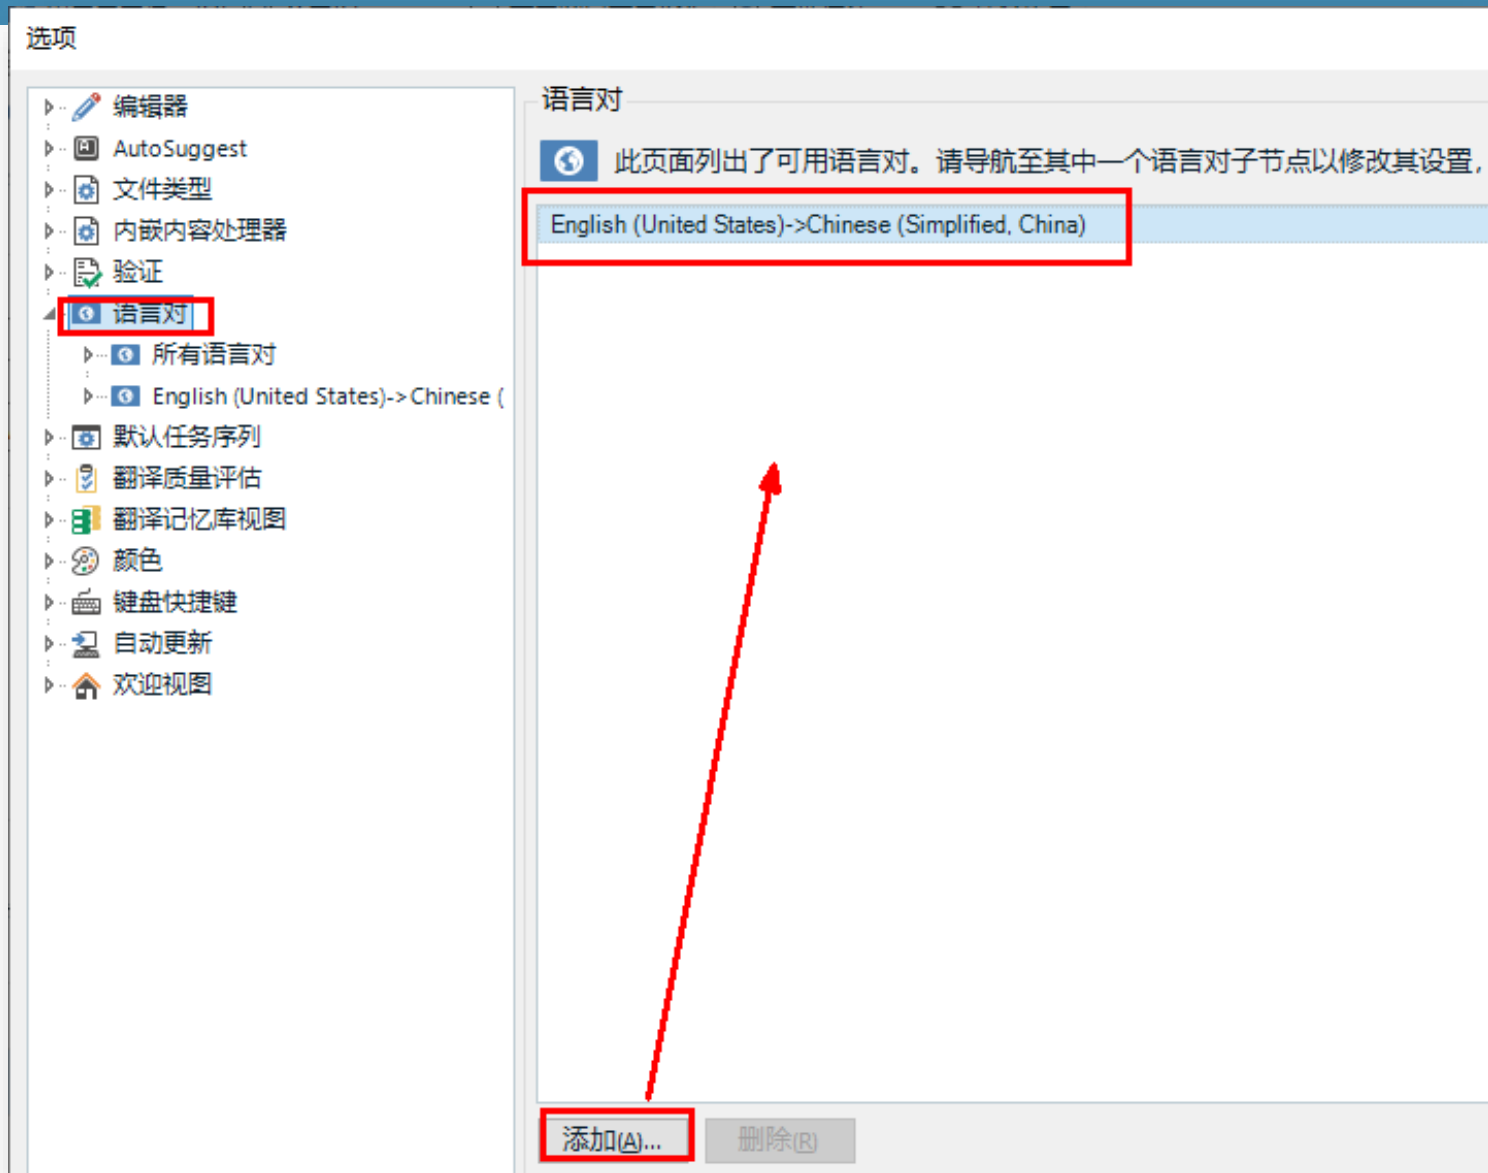 选项
编辑器
AutoSuggest
文件类型
内嵌内容处理器
验证
语言对
所有语言对
English (United States)->Chinese (
默认任务序列
翻译质量评估
翻译记忆库视图
颜色
键盘快捷键
自动更新
欢迎视图
语言对
此页面列出了可用语言对。请导航至其中一个语言对子节点以修改其设置，
English (United States)->Chinese (Simplified, China)
添加(A)...
删除(R)